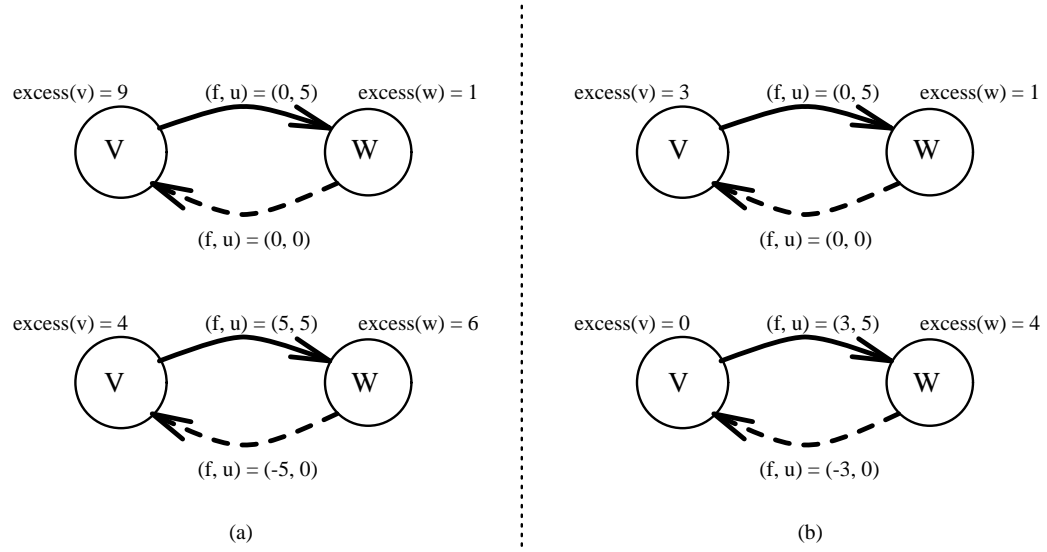 excess(v) = 9 (f, u) = (0, 5) excess(w) = 1
V W
(f, u) = (0, 0)
excess(v) = 4 (f, u) = (5, 5) excess(w) = 6
V W
(f, u) = (-5, 0)
(a)
excess(v) = 3 (f, u) = (0, 5) excess(w) = 1
V W
(f, u) = (0, 0)
excess(v) = 0 (f, u) = (3, 5) excess(w) = 4
V W
(f, u) = (-3, 0)
(b)